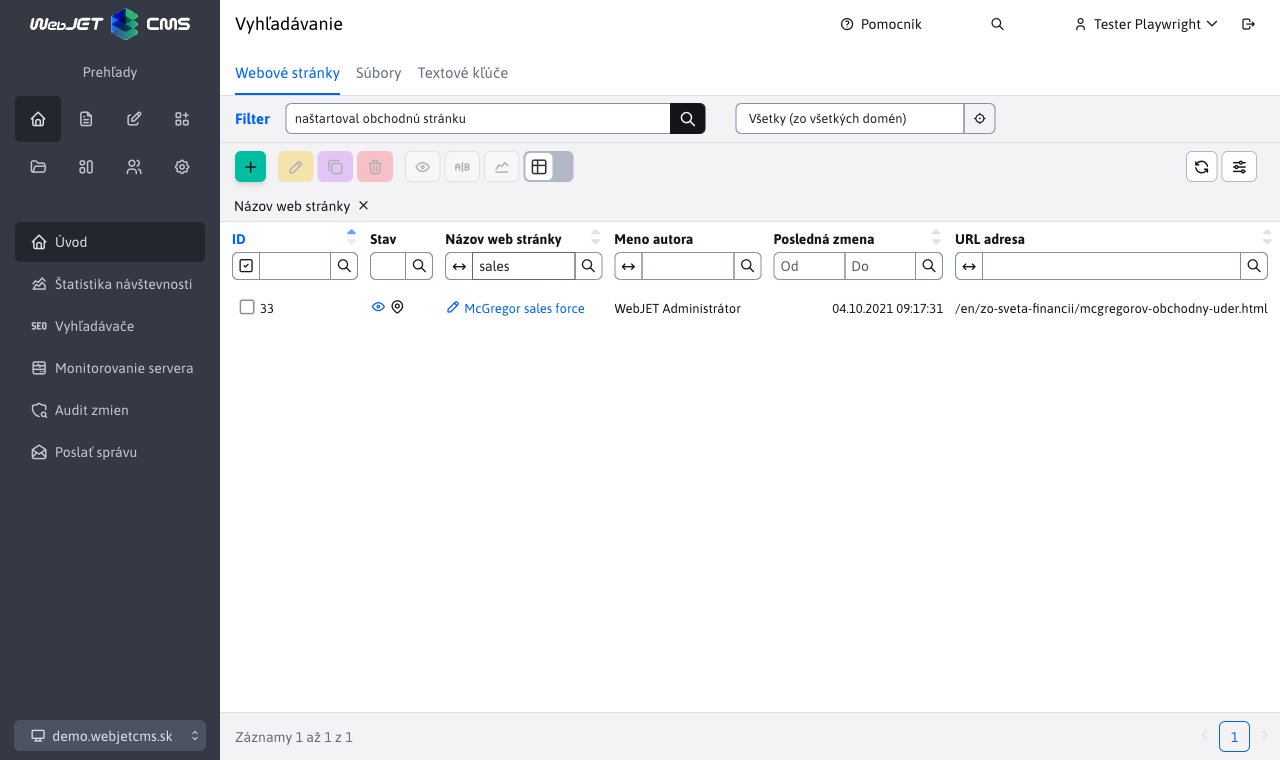 WebJET CMS
Vyhľadávanie
Pomocník
Tester Playwright
Prehľady
Webové stránky
Súbory
Textové kľúče
Filter
naštartoval obchodnú stránku
Všetky (zo všetkých domén)
A|B
Názov web stránky ×
ID
Stav
Názov web stránky
Meno autora
Posledná zmena
URL adresa
sales
Od
Do
33
McGregor sales force
WebJET Administrátor
04.10.2021 09:17:31
/en/zo-sveta-financii/mcgregorov-obchodny-uder.html
Úvod
Štatistika návštevnosti
SEO Vyhľadávače
Monitorovanie servera
Audit zmien
Poslať správu
demo.webjetcms.sk
Záznamy 1 až 1 z 1
1